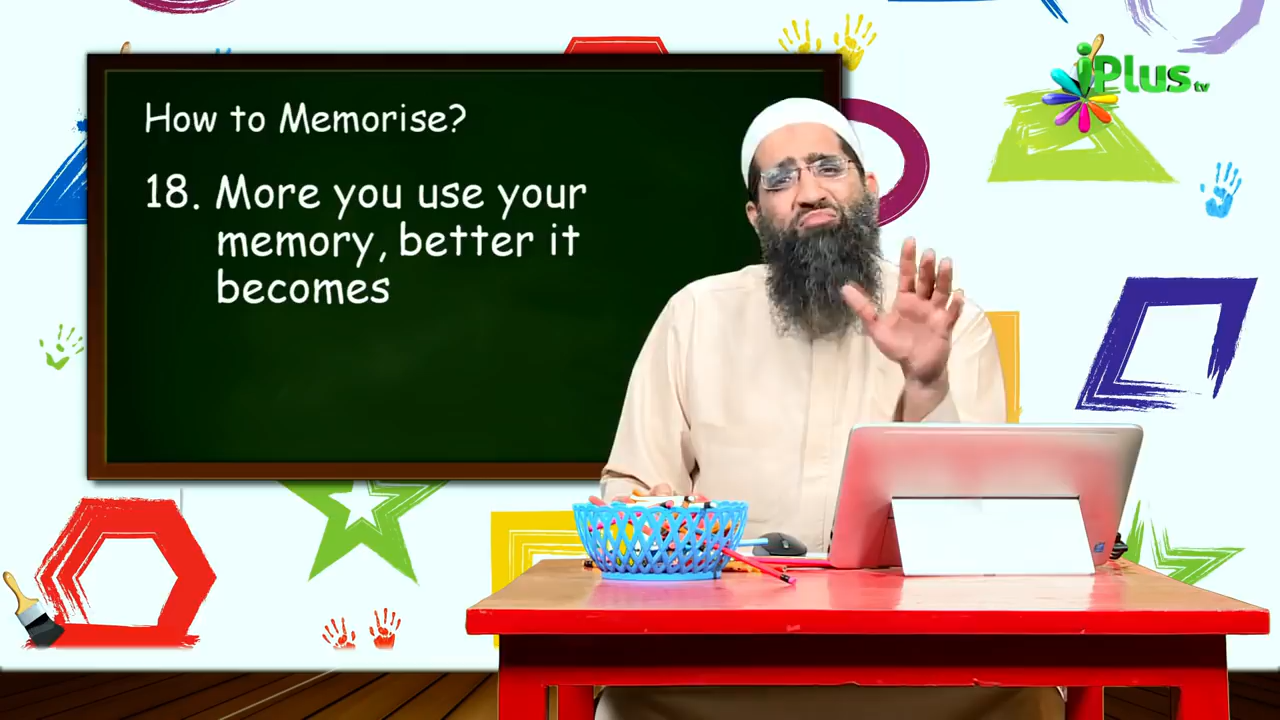 iPlus tv
How to Memorise?
18. More you use your
memory, better it
becomes